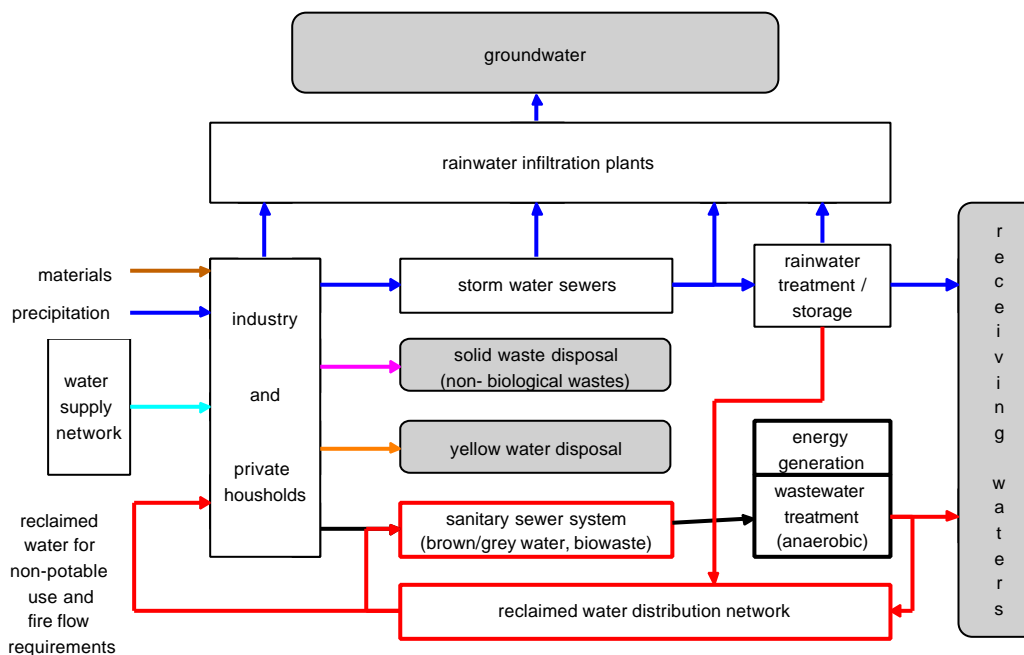 groundwater
rainwater infiltration plants
materials
precipitation
water
supply
network
industry
and
private
housholds
storm water sewers
rainwater
treatment /
storage
solid waste disposal
(non- biological wastes)
yellow water disposal
energy
generation
wastewater
treatment
(anaerobic)
sanitary sewer system
(brown/grey water, biowaste)
reclaimed water distribution network
reclaimed
water for
non-potable
use and
fire flow
requirements
receiving waters